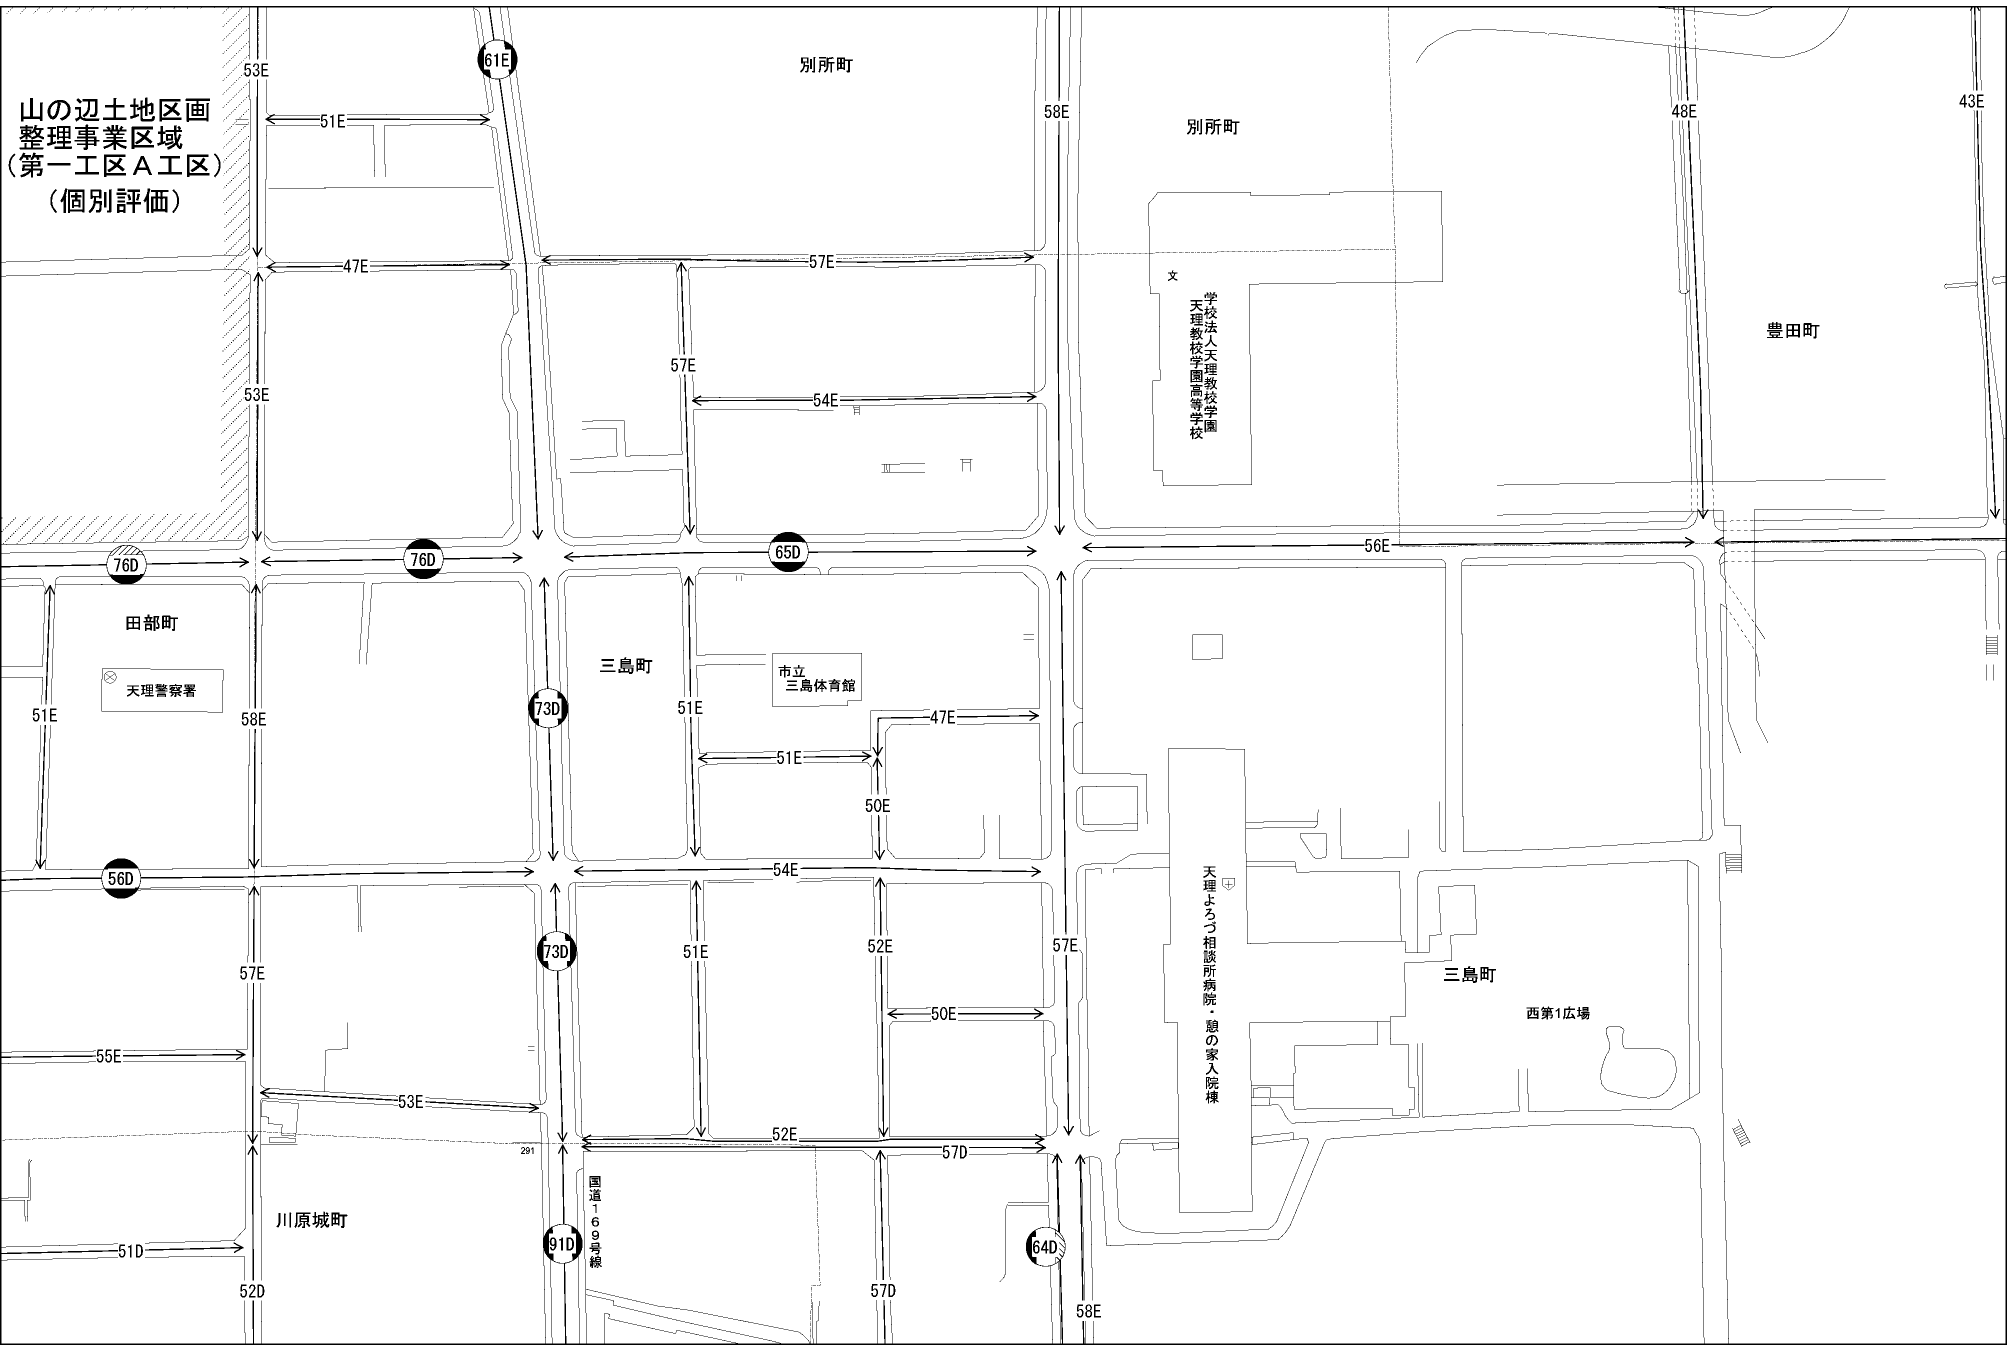 53E
61E
別所町
58E
48E
43E
山の辺土地区画
整理事業区域
（第一工区Ａ工区）
（個別評価）
51E
別所町
47E
57E
文
学校法人天理教校学園
天理教校学園高等学校
豊田町
57E
53E
54E
76D
76D
65D
56E
田部町
三島町
市立
三島体育館
天理警察署
51E
58E
73D
51E
47E
51E
50E
56D
54E
天理よろづ相談所病院・憩の家入院棟
57E
73D
51E
52E
57E
三島町
西第1広場
50E
55E
53E
52E
57D
291
国道169号線
川原城町
51D
91D
64D
52D
57D
58E